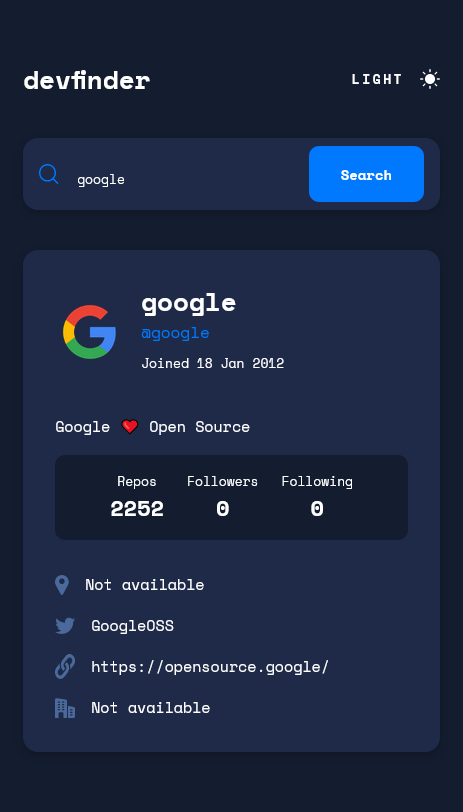 devfinder
LIGHT
google
Search
google
@google
Joined 18 Jan 2012
Google ❤️ Open Source
Repos Followers Following
2252 0 0
Not available
GoogleOSS
https://opensource.google/
Not available